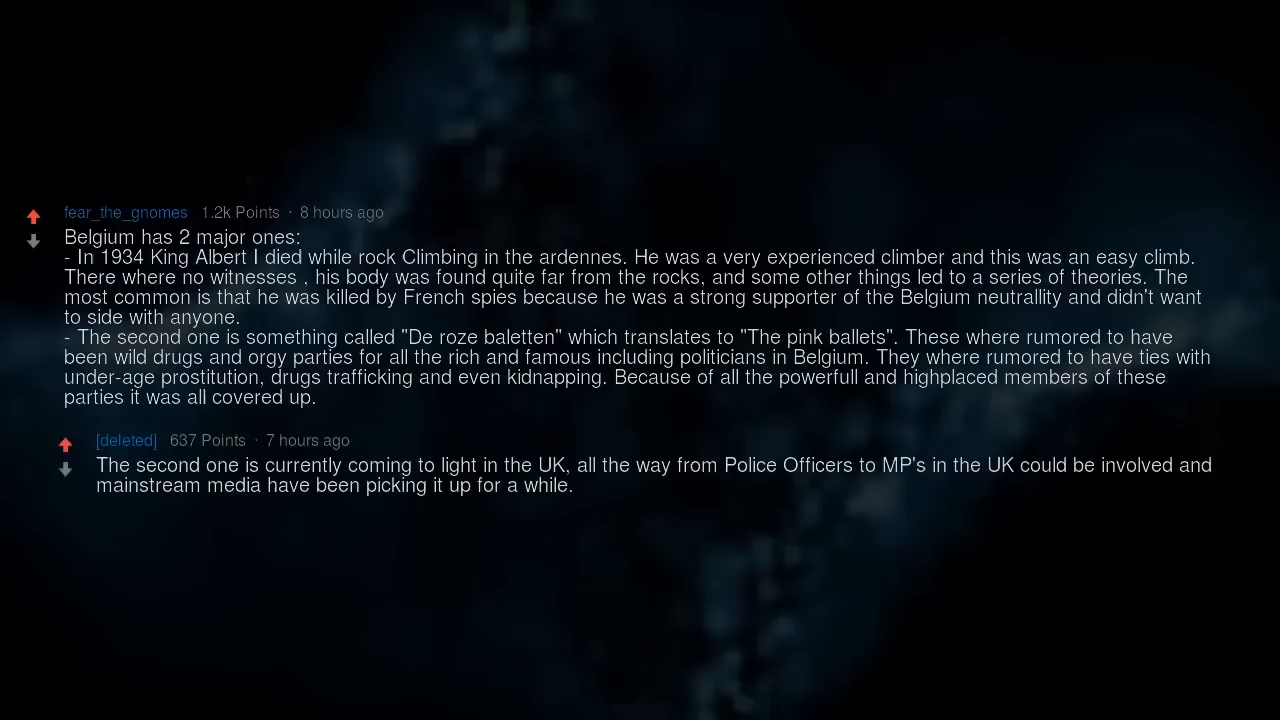 fear_the_gnomes 1.2k Points · 8 hours ago
Belgium has 2 major ones:
- In 1934 King Albert I died while rock Climbing in the ardennes. He was a very experienced climber and this was an easy climb.
There where no witnesses , his body was found quite far from the rocks, and some other things led to a series of theories. The
most common is that he was killed by French spies because he was a strong supporter of the Belgium neutrallity and didn't want
to side with anyone.
- The second one is something called "De roze baletten" which translates to "The pink ballets". These where rumored to have
been wild drugs and orgy parties for all the rich and famous including politicians in Belgium. They where rumored to have ties with
under-age prostitution, drugs trafficking and even kidnapping. Because of all the powerfull and highplaced members of these
parties it was all covered up.
[deleted] 637 Points · 7 hours ago
The second one is currently coming to light in the UK, all the way from Police Officers to MP's in the UK could be involved and
mainstream media have been picking it up for a while.